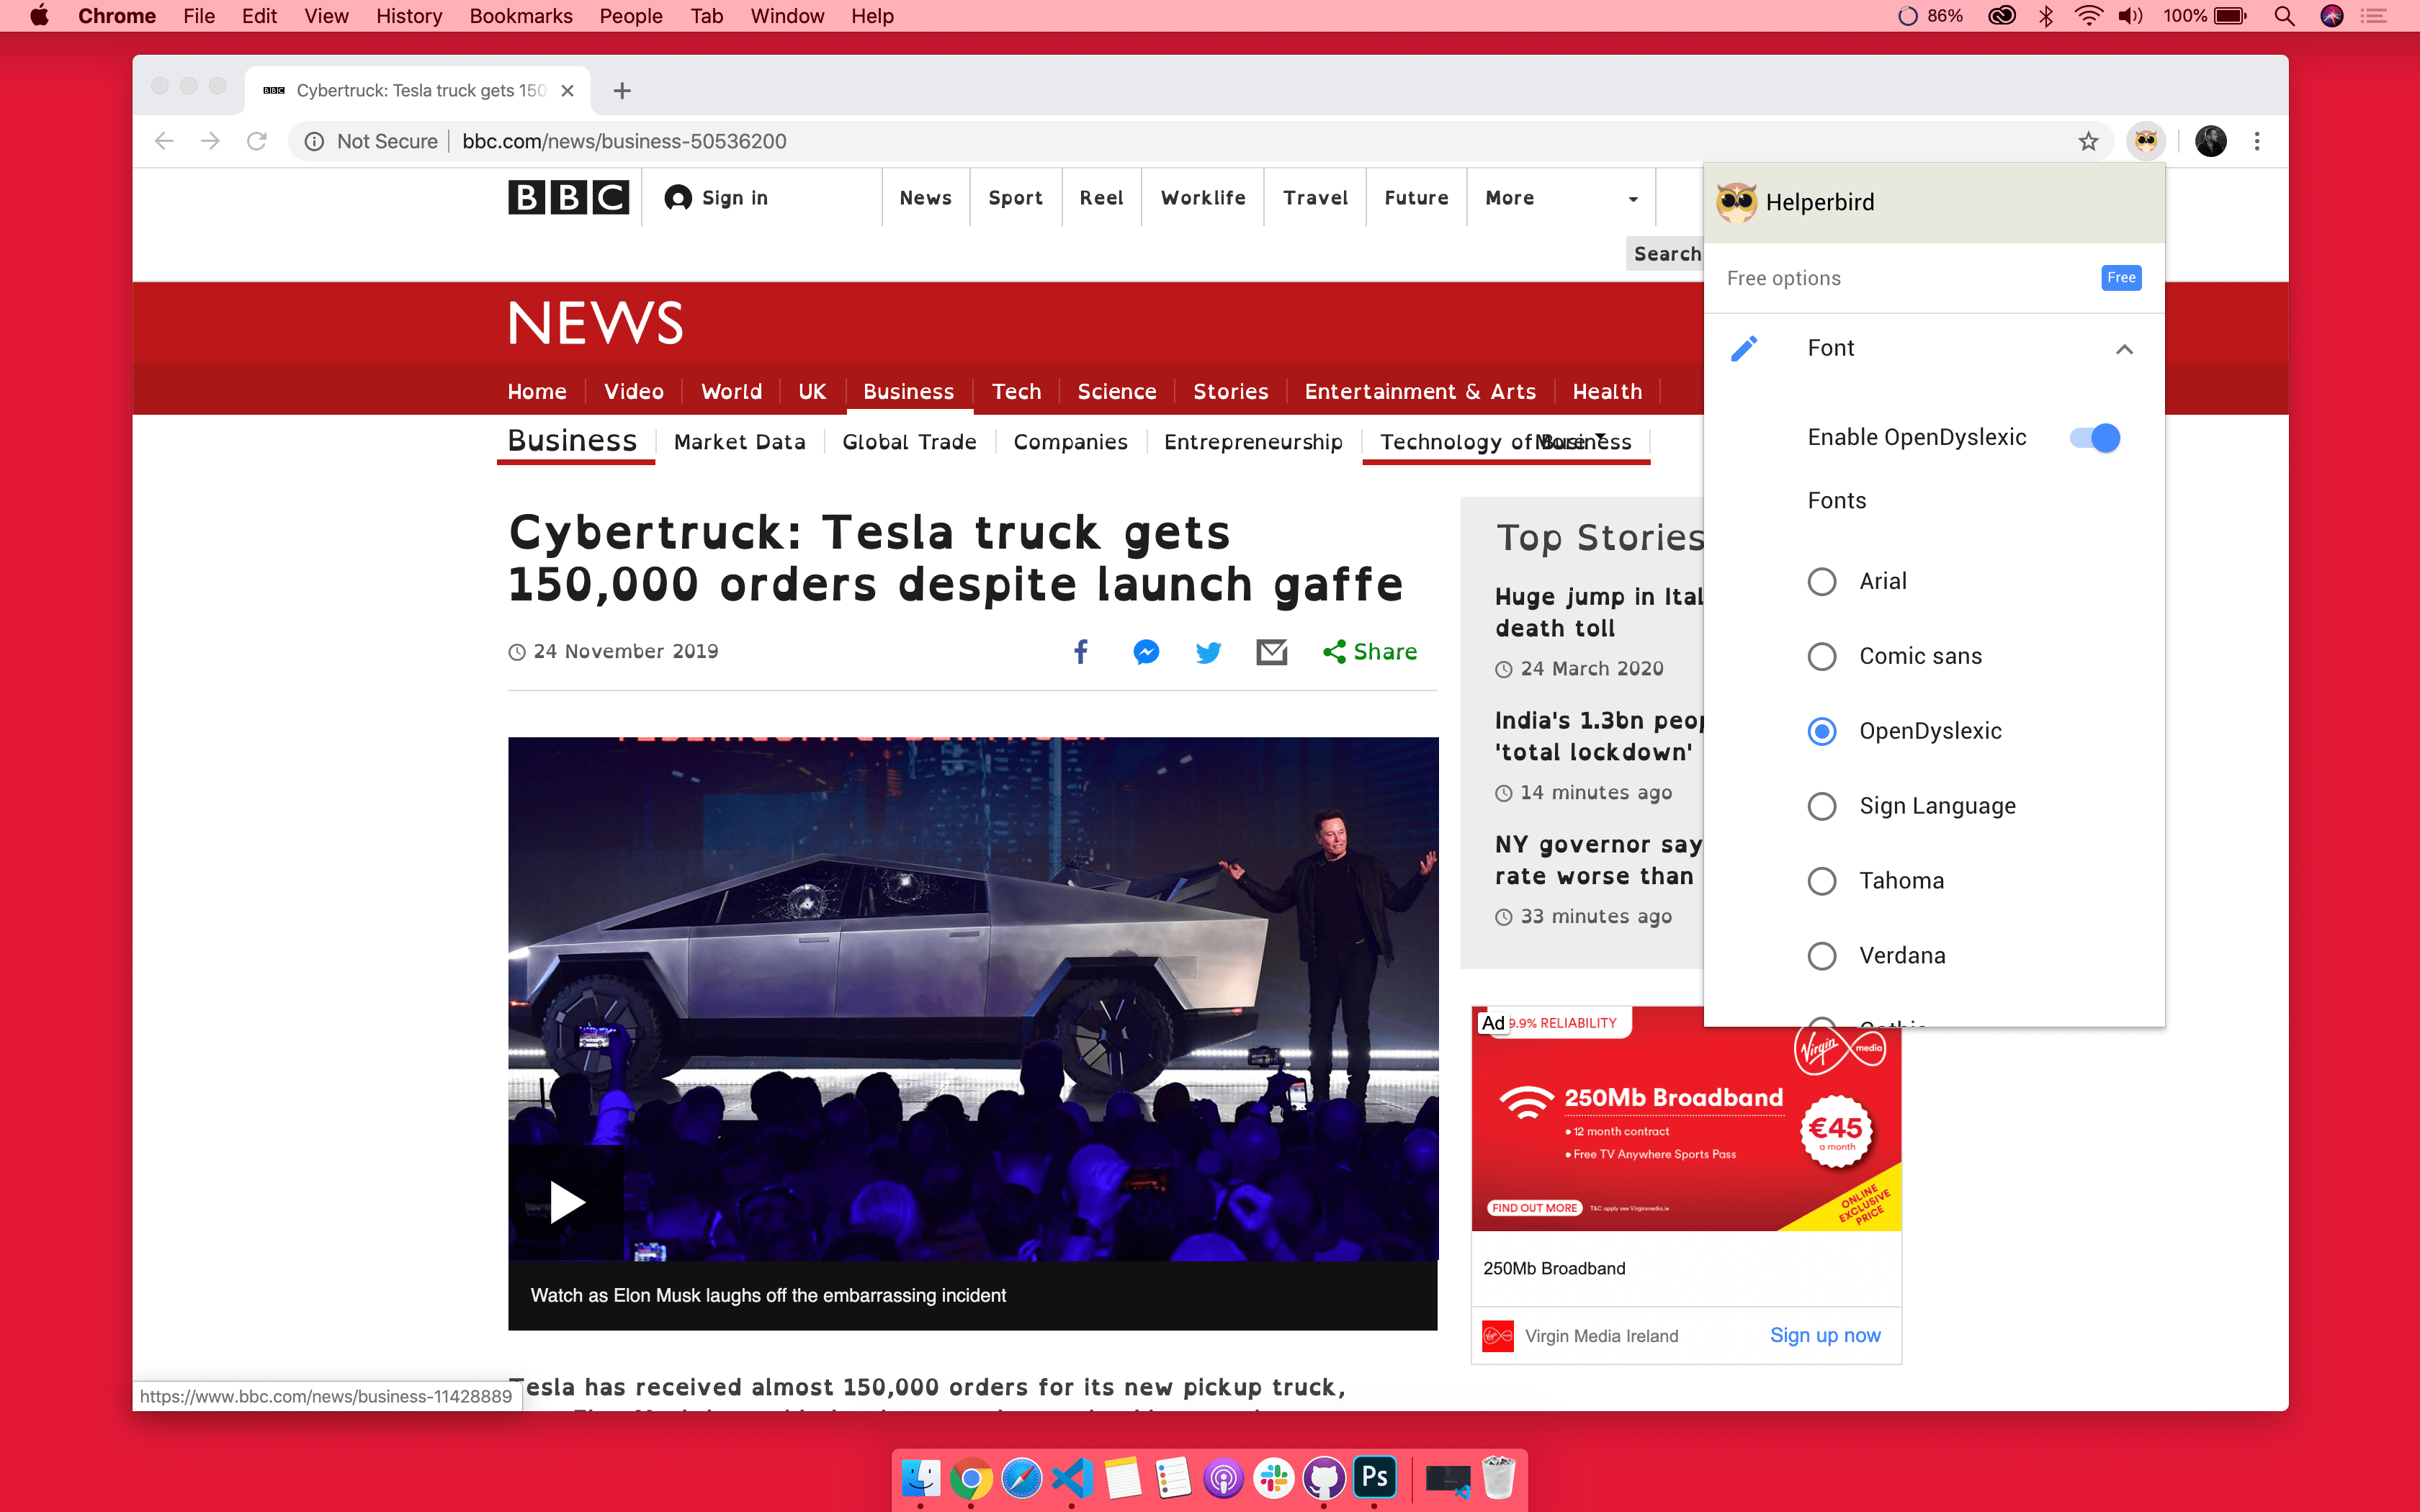 Chrome File Edit View History Bookmarks People Tab Window Help 86% 100%
BBC Cybertruck: Tesla truck gets 150
Not Secure bbc.com/news/business-50536200
BBC Sign in News Sport Reel Worklife Travel Future More
Search
NEWS
Home Video World UK Business Tech Science Stories Entertainment & Arts Health
Business Market Data Global Trade Companies Entrepreneurship Technology of Business More
Cybertruck: Tesla truck gets
150,000 orders despite launch gaffe
24 November 2019 Share
Watch as Elon Musk laughs off the embarrassing incident
Tesla has received almost 150,000 orders for its new pickup truck,
https://www.bbc.com/news/business-11428889
Top Stories
Huge jump in
death toll
24 March 2020
India's 1.3bn
'total lockdown'
14 minutes ago
NY governor
rate worse than
33 minutes ago
Ad 9.9% RELIABILITY
Virgin media
250Mb Broadband
• 12 month contract
• Free TV Anywhere Sports Pass
€45
a month
ONLINE
EXCLUSIVE
PRICE
FIND OUT MORE T&C apply see Virginmedia.ie
250Mb Broadband
Virgin Media Ireland Sign up now
Helperbird
Free options Free
Font
Enable OpenDyslexic
Fonts
Arial
Comic sans
OpenDyslexic
Sign Language
Tahoma
Verdana
Ps